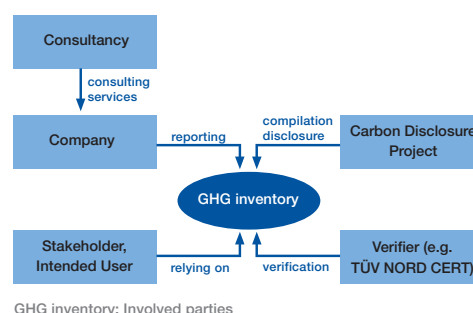 Consultancy
consulting
services
Company
reporting
compilation
disclosure
Carbon Disclosure
Project
GHG inventory
Stakeholder,
Intended User
relying on
verification
Verifier (e.g.
TÜV NORD CERT)
GHG inventory: Involved parties